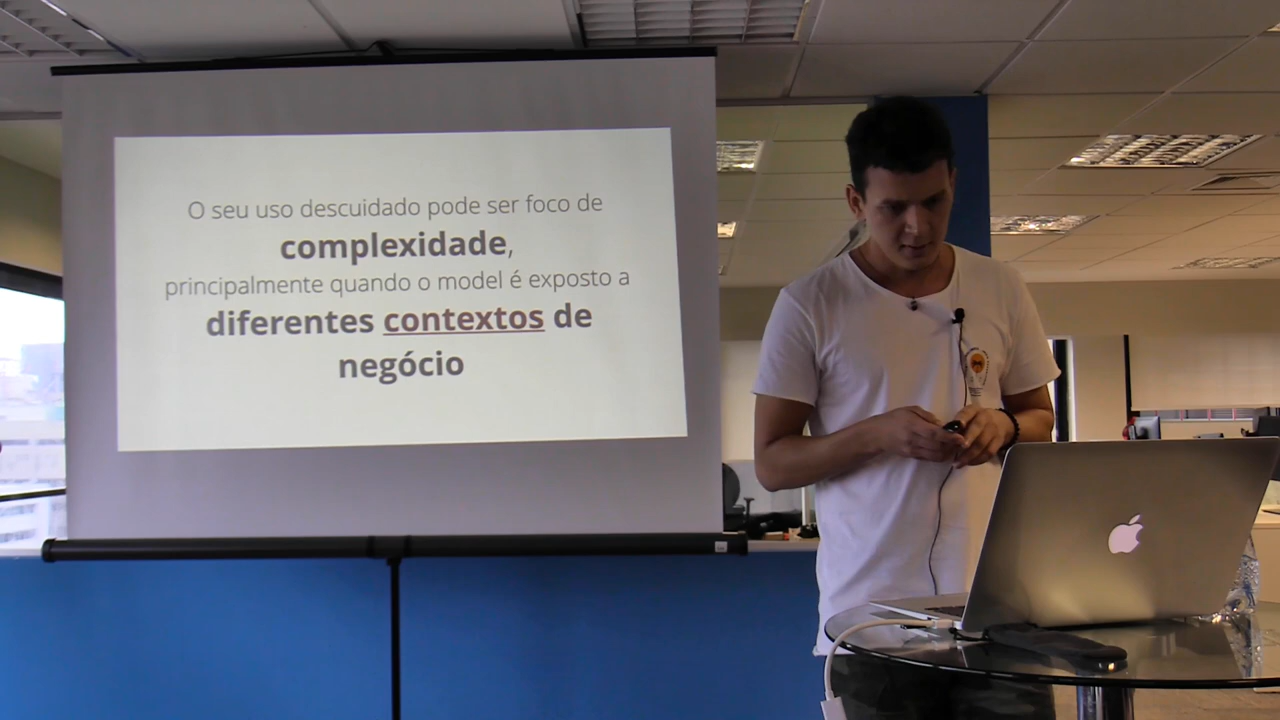 O seu uso descuidado pode ser foco de
complexidade,
principalmente quando o model é exposto a
diferentes contextos de
negócio